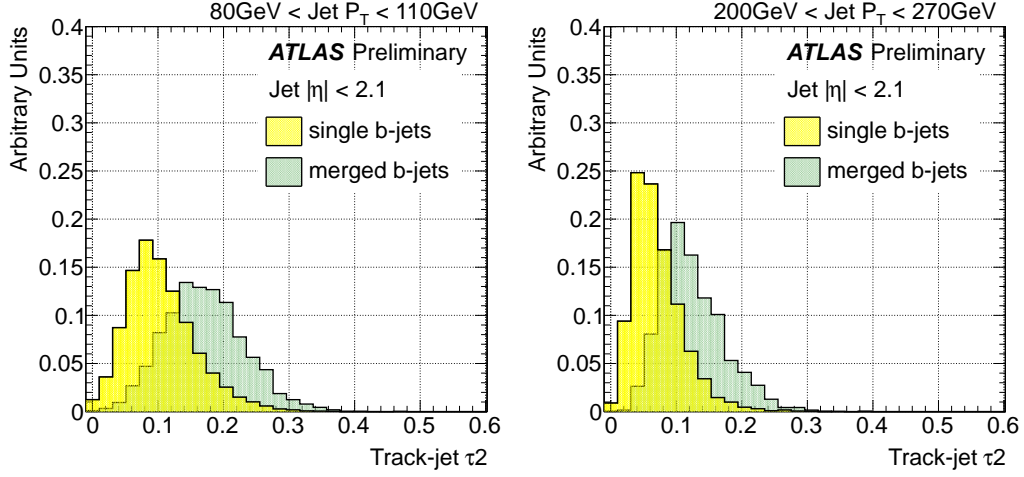 80GeV < Jet P_T < 110GeV
Arbitrary Units
0.4
0.35
0.3
0.25
0.2
0.15
0.1
0.05
0
ATLAS Preliminary
Jet |η| < 2.1
single b-jets
merged b-jets
0 0.1 0.2 0.3 0.4 0.5 0.6
Track-jet τ2
200GeV < Jet P_T < 270GeV
Arbitrary Units
0.4
0.35
0.3
0.25
0.2
0.15
0.1
0.05
0
ATLAS Preliminary
Jet |η| < 2.1
single b-jets
merged b-jets
0 0.1 0.2 0.3 0.4 0.5 0.6
Track-jet τ2